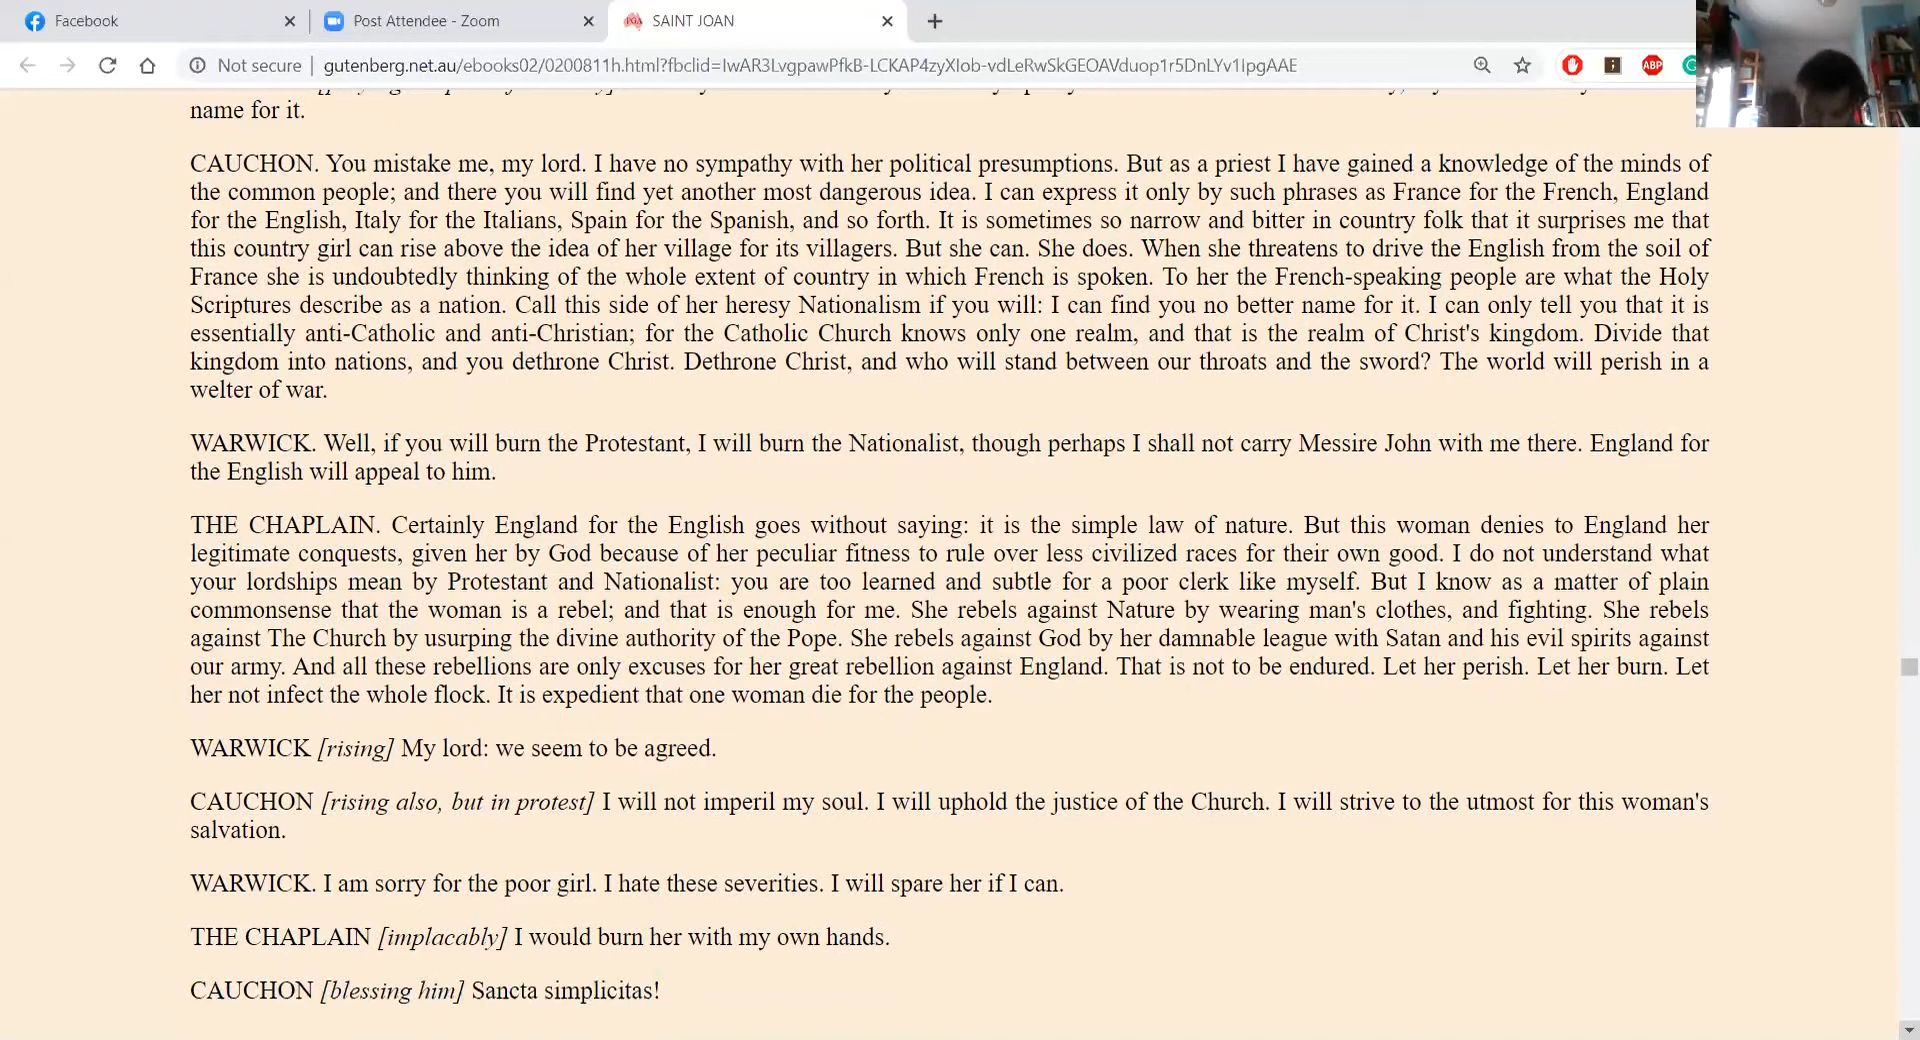 Facebook
Post Attendee - Zoom
SAINT JOAN
Not secure | gutenberg.net.au/ebooks02/0200811h.html?fbclid=IwAR3LvgpawPfkB-LCKAP4zyXIob-vdLeRwSkGEOAVduop1r5DnLYv1IpgAAE
ABP
name for it.
CAUCHON. You mistake me, my lord. I have no sympathy with her political presumptions. But as a priest I have gained a knowledge of the minds of
the common people; and there you will find yet another most dangerous idea. I can express it only by such phrases as France for the French, England
for the English, Italy for the Italians, Spain for the Spanish, and so forth. It is sometimes so narrow and bitter in country folk that it surprises me that
this country girl can rise above the idea of her village for its villagers. But she can. She does. When she threatens to drive the English from the soil of
France she is undoubtedly thinking of the whole extent of country in which French is spoken. To her the French-speaking people are what the Holy
Scriptures describe as a nation. Call this side of her heresy Nationalism if you will: I can find you no better name for it. I can only tell you that it is
essentially anti-Catholic and anti-Christian; for the Catholic Church knows only one realm, and that is the realm of Christ's kingdom. Divide that
kingdom into nations, and you dethrone Christ. Dethrone Christ, and who will stand between our throats and the sword? The world will perish in a
welter of war.
WARWICK. Well, if you will burn the Protestant, I will burn the Nationalist, though perhaps I shall not carry Messire John with me there. England for
the English will appeal to him.
THE CHAPLAIN. Certainly England for the English goes without saying: it is the simple law of nature. But this woman denies to England her
legitimate conquests, given her by God because of her peculiar fitness to rule over less civilized races for their own good. I do not understand what
your lordships mean by Protestant and Nationalist: you are too learned and subtle for a poor clerk like myself. But I know as a matter of plain
commonsense that the woman is a rebel; and that is enough for me. She rebels against Nature by wearing man's clothes, and fighting. She rebels
against The Church by usurping the divine authority of the Pope. She rebels against God by her damnable league with Satan and his evil spirits against
our army. And all these rebellions are only excuses for her great rebellion against England. That is not to be endured. Let her perish. Let her burn. Let
her not infect the whole flock. It is expedient that one woman die for the people.
WARWICK [rising] My lord: we seem to be agreed.
CAUCHON [rising also, but in protest] I will not imperil my soul. I will uphold the justice of the Church. I will strive to the utmost for this woman's
salvation.
WARWICK. I am sorry for the poor girl. I hate these severities. I will spare her if I can.
THE CHAPLAIN [implacably] I would burn her with my own hands.
CAUCHON [blessing him] Sancta simplicitas!